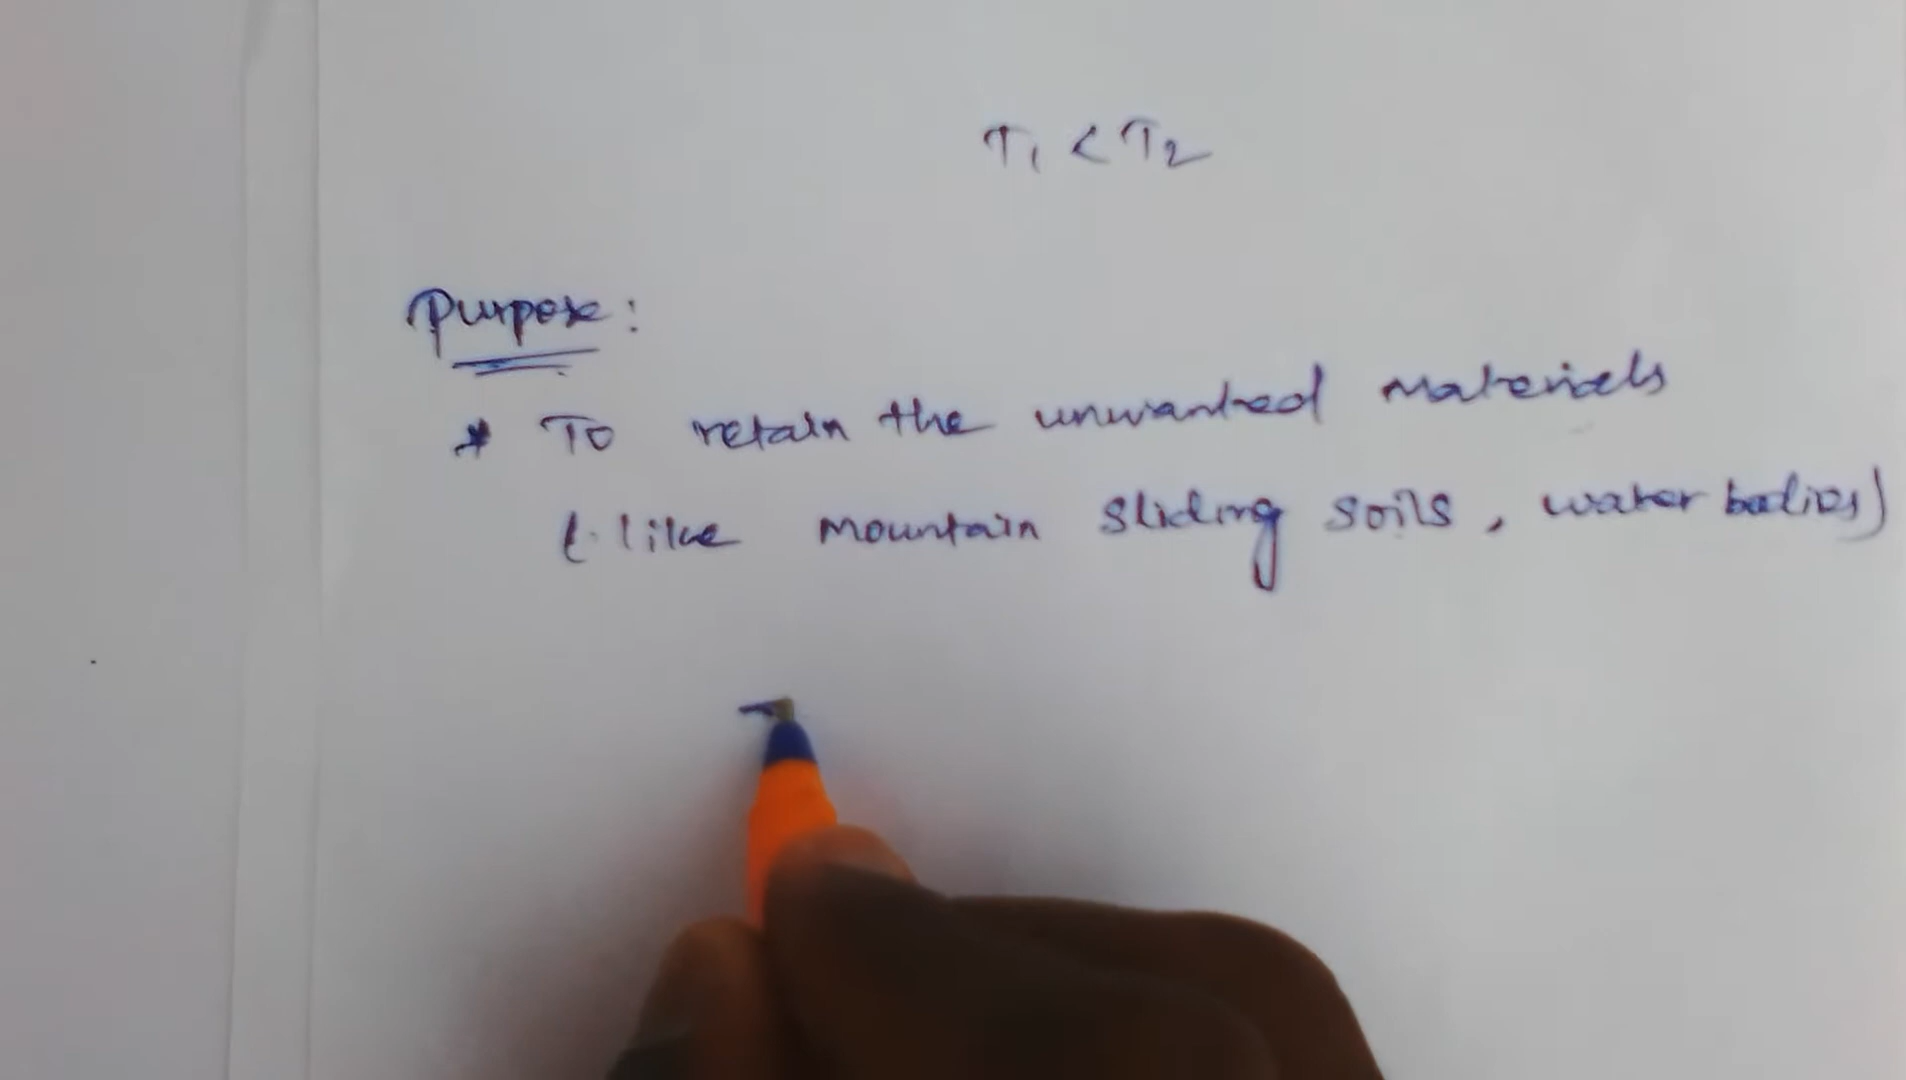 T1 < T2
Purpose :
* To retain the unwanted materials
(. like mountain sliding soils , water bodies)